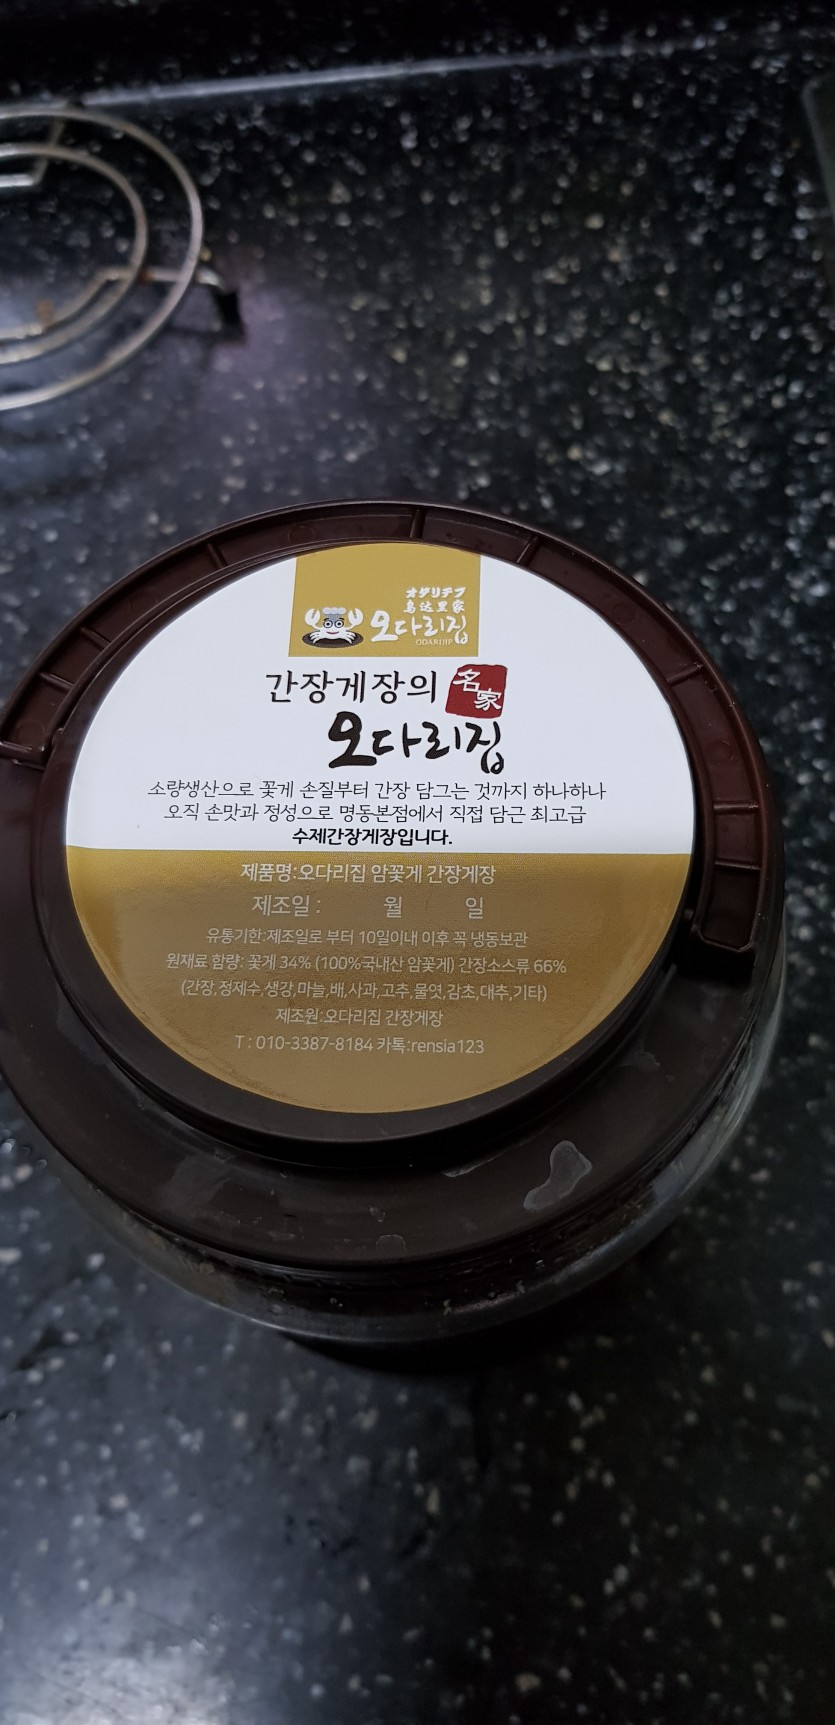 オダリチプ
烏达里家
오다리집
ODARIJIP
간장게장의 名家
오다리집
소량생산으로 꽃게 손질부터 간장 담그는 것까지 하나하나
오직 손맛과 정성으로 명동본점에서 직접 담근 최고급
수제간장게장입니다.
제품명:오다리집 암꽃게 간장게장
제조일 : 월 일
유통기한:제조일로 부터 10일이내 이후 꼭 냉동보관
원재료 함량: 꽃게 34% (100%국내산 암꽃게) 간장소스류 66%
(간장,정제수,생강,마늘,배,사과,고추,물엿,감초,대추,기타)
제조원:오다리집 간장게장
T : 010-3387-8184 카톡:rensia123